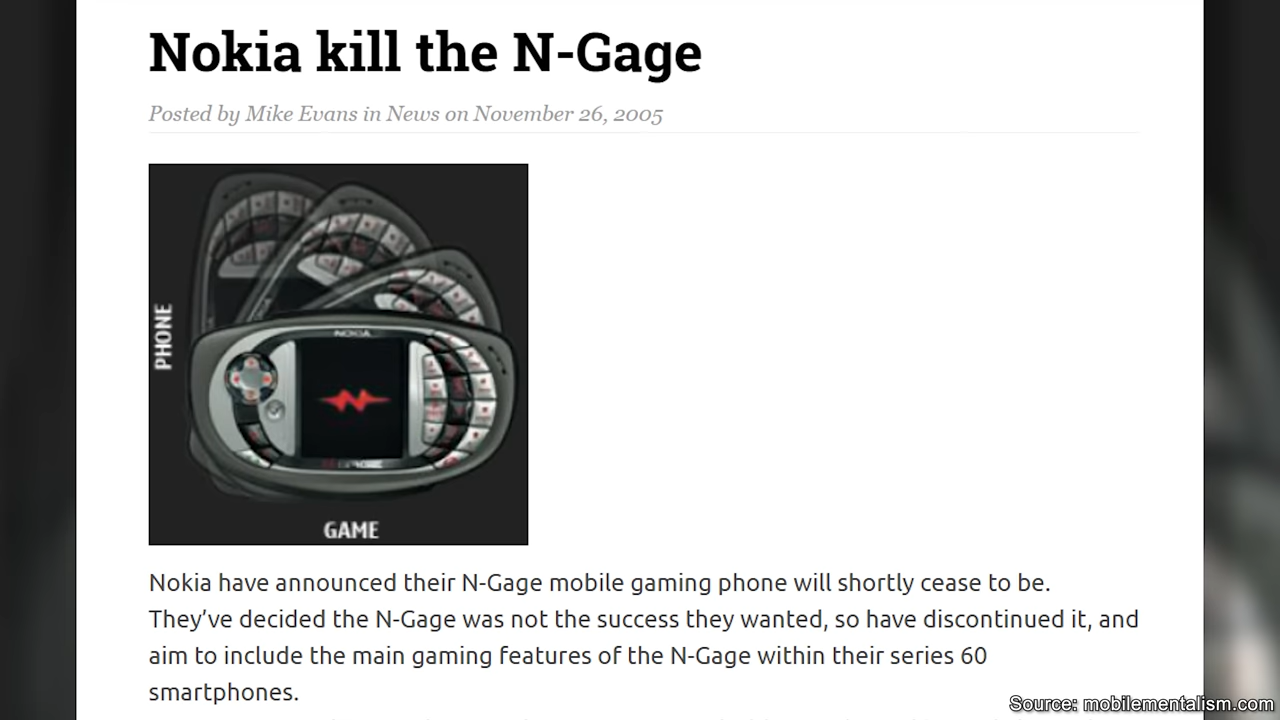 Nokia kill the N-Gage
Posted by Mike Evans in News on November 26, 2005
PHONE
NOKIA
GAME
Nokia have announced their N-Gage mobile gaming phone will shortly cease to be.
They've decided the N-Gage was not the success they wanted, so have discontinued it, and
aim to include the main gaming features of the N-Gage within their series 60
smartphones.
Source: mobilementalism.com